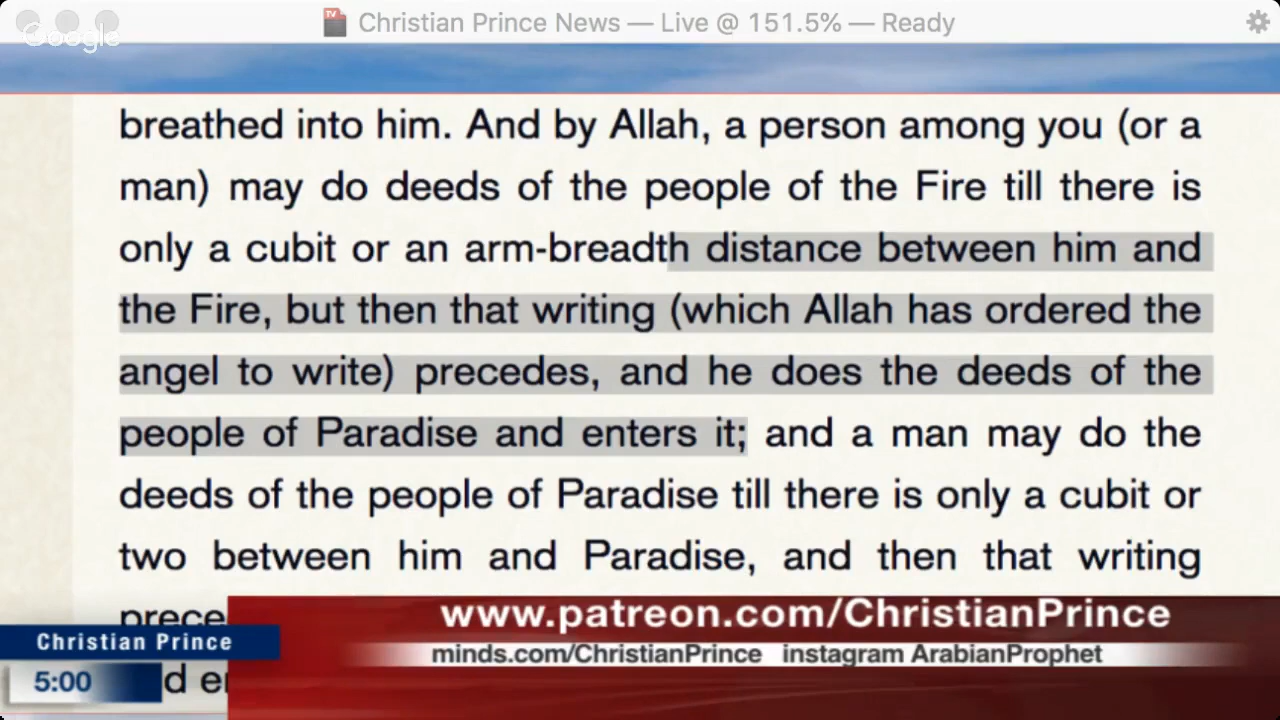 Christian Prince News — Live @ 151.5% — Ready
Google
breathed into him. And by Allah, a person among you (or a
man) may do deeds of the people of the Fire till there is
only a cubit or an arm-breadth distance between him and
the Fire, but then that writing (which Allah has ordered the
angel to write) precedes, and he does the deeds of the
people of Paradise and enters it; and a man may do the
deeds of the people of Paradise till there is only a cubit or
two between him and Paradise, and then that writing
www.patreon.com/ChristianPrince
Christian Prince
minds.com/ChristianPrince instagram ArabianProphet
5:00